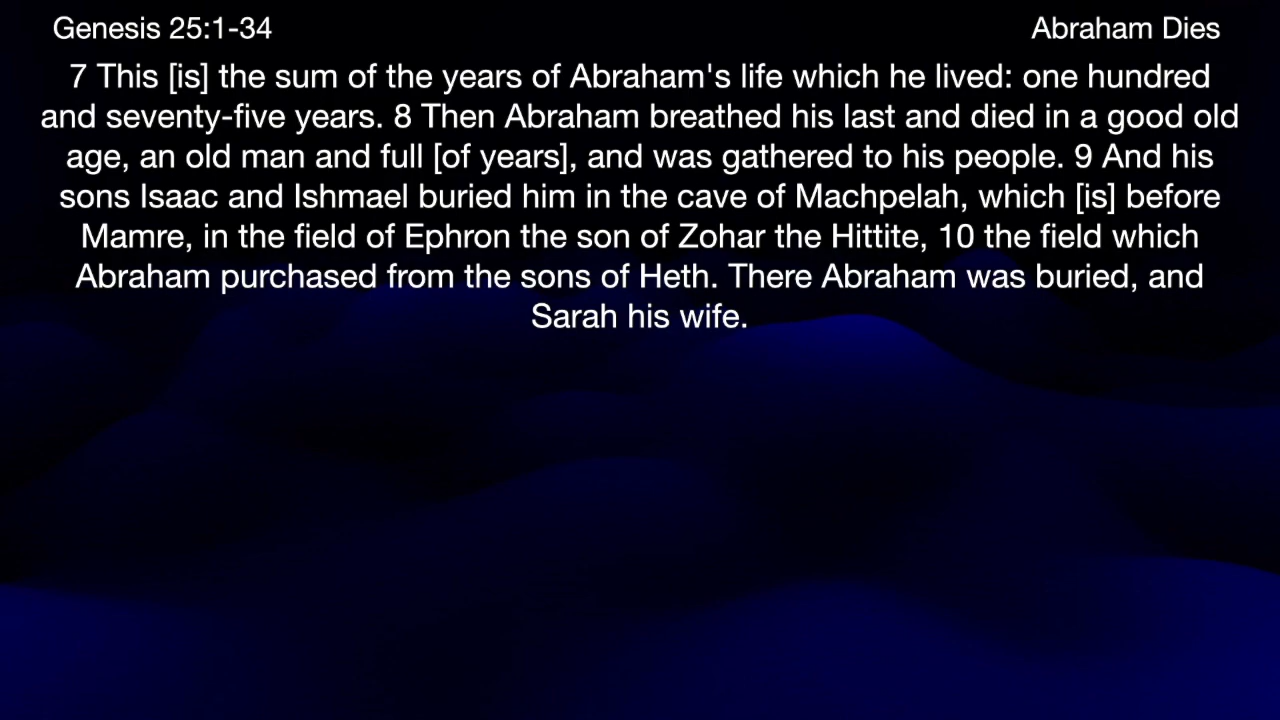 Genesis 25:1-34
Abraham Dies
7 This [is] the sum of the years of Abraham's life which he lived: one hundred
and seventy-five years. 8 Then Abraham breathed his last and died in a good old
age, an old man and full [of years], and was gathered to his people. 9 And his
sons Isaac and Ishmael buried him in the cave of Machpelah, which [is] before
Mamre, in the field of Ephron the son of Zohar the Hittite, 10 the field which
Abraham purchased from the sons of Heth. There Abraham was buried, and
Sarah his wife.